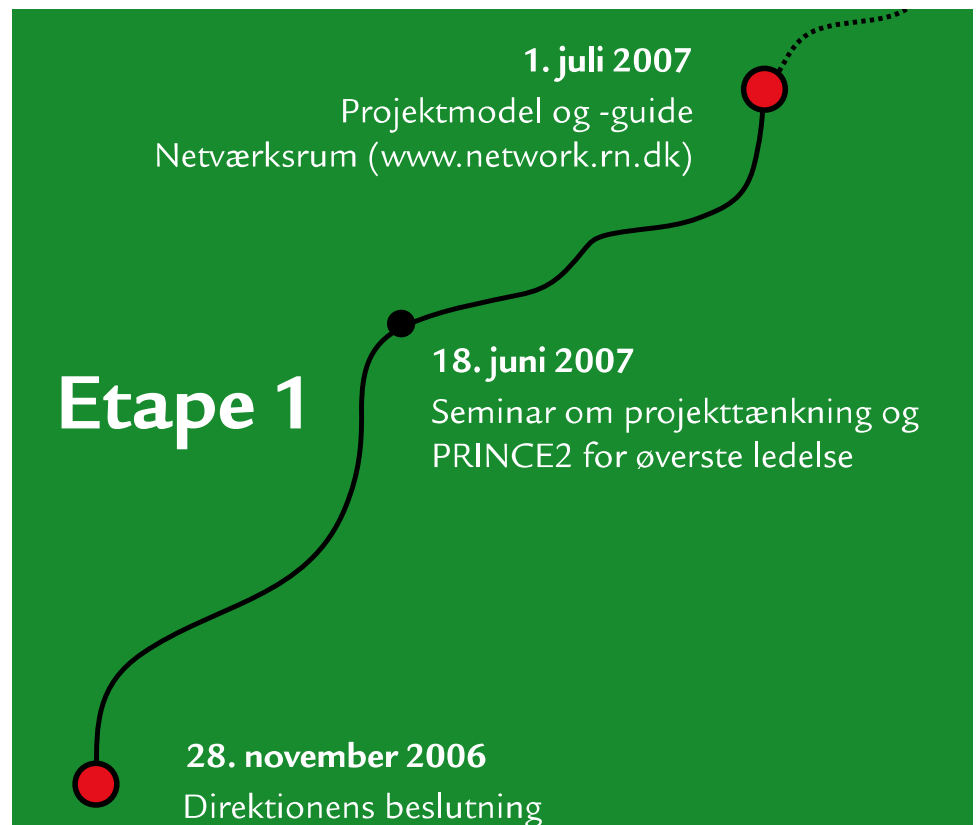 1. juli 2007
Projektmodel og -guide
Netværksrum (www.network.rn.dk)
Etape 1
18. juni 2007
Seminar om projekttænkning og
PRINCE2 for øverste ledelse
28. november 2006
Direktionens beslutning